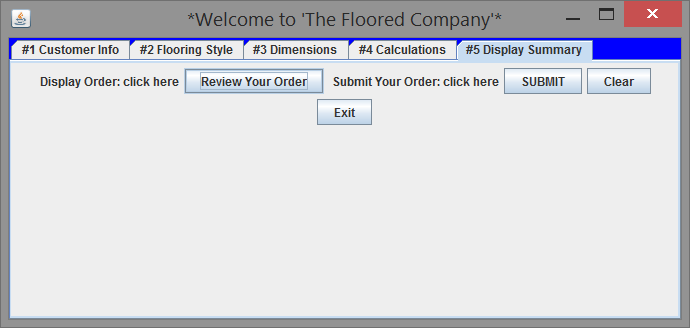 *Welcome to 'The Floored Company'*
#1 Customer Info #2 Flooring Style #3 Dimensions #4 Calculations #5 Display Summary
Display Order: click here Review Your Order Submit Your Order: click here SUBMIT Clear
Exit